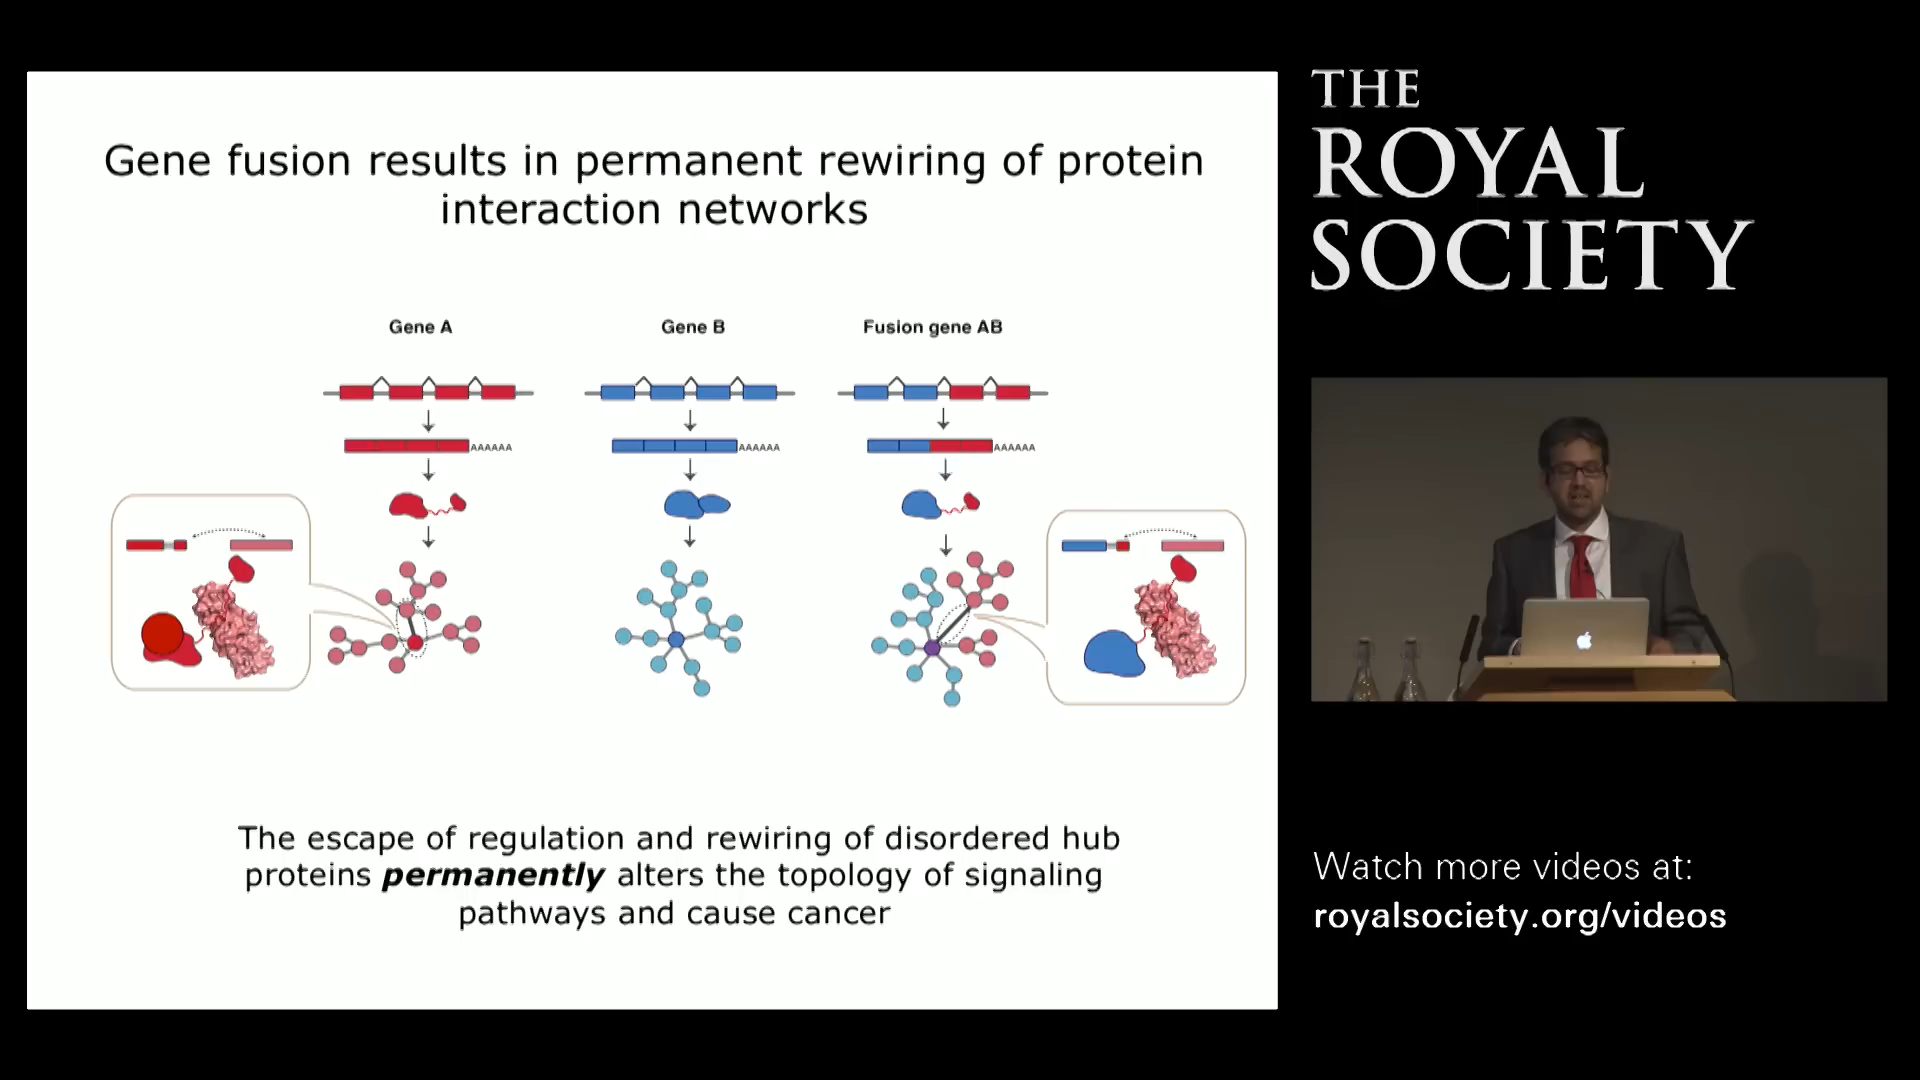 Gene fusion results in permanent rewiring of protein
interaction networks
Gene A
Gene B
Fusion gene AB
AAAAAA
AAAAAA
AAAAAA
The escape of regulation and rewiring of disordered hub
proteins permanently alters the topology of signaling
pathways and cause cancer
THE
ROYAL
SOCIETY
Watch more videos at:
royalsociety.org/videos